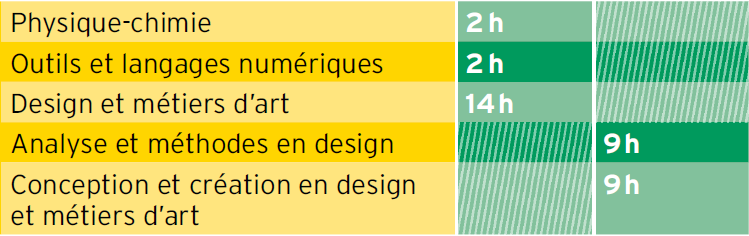 Physique-chimie 2 h
Outils et langages numériques 2 h
Design et métiers d’art 14 h
Analyse et méthodes en design 9 h
Conception et création en design 9 h
et métiers d’art